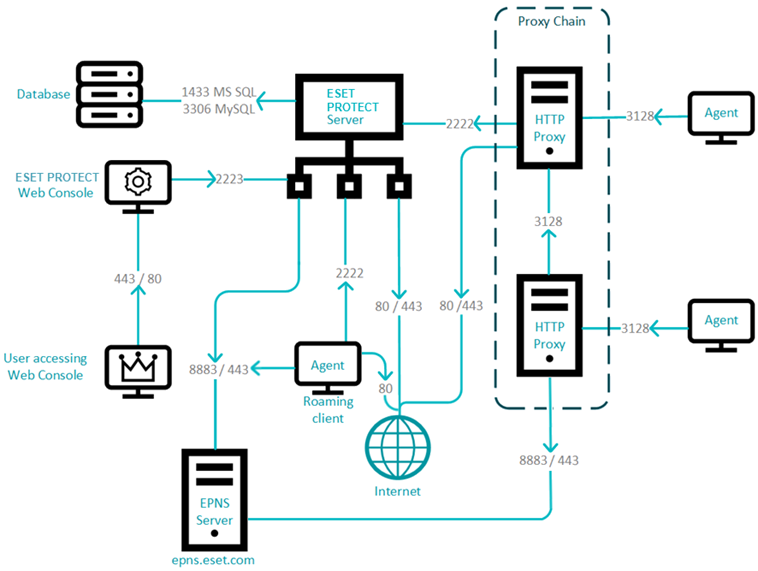 Proxy Chain
Database
1433 MS SQL
3306 MySQL
ESET
PROTECT
Server
2222
HTTP
Proxy
3128
Agent
ESET PROTECT
Web Console
2223
3128
443 / 80
2222
80 / 443
80 /443
HTTP
Proxy
3128
Agent
User accessing
Web Console
8883 / 443
Agent
80
Roaming
client
8883 / 443
Internet
EPNS
Server
epns.eset.com